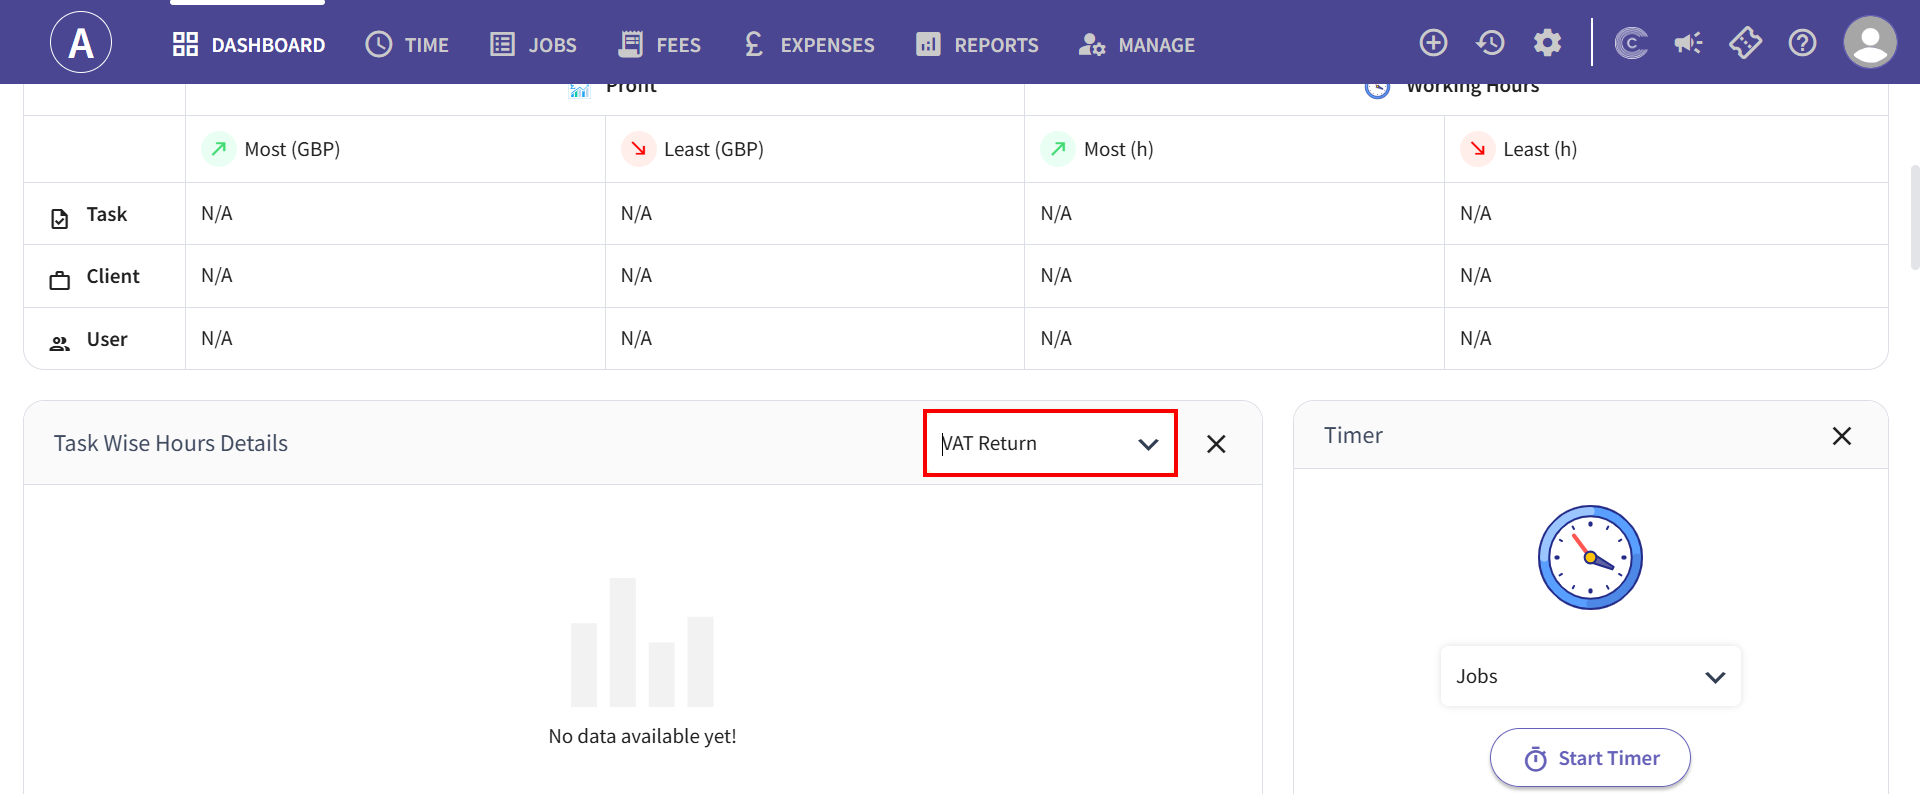 A DASHBOARD TIME JOBS FEES £ EXPENSES REPORTS MANAGE
Profit Working Hours
Most (GBP) Least (GBP) Most (h) Least (h)
Task N/A N/A N/A N/A
Client N/A N/A N/A N/A
User N/A N/A N/A N/A
Task Wise Hours Details VAT Return
Timer
Jobs
No data available yet!
Start Timer